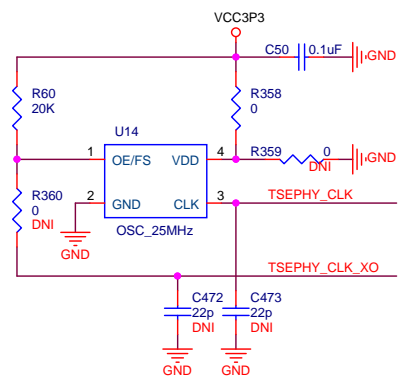 VCC3P3
C50 0.1uF
GND
R60
20K
R358
0
U14
1 OE/FS VDD 4
R359 0
DNI
GND
R360
0
DNI
2 GND CLK 3
TSEPHY_CLK
OSC_25MHz
GND
TSEPHY_CLK_XO
C472
22p
DNI
C473
22p
DNI
GND
GND